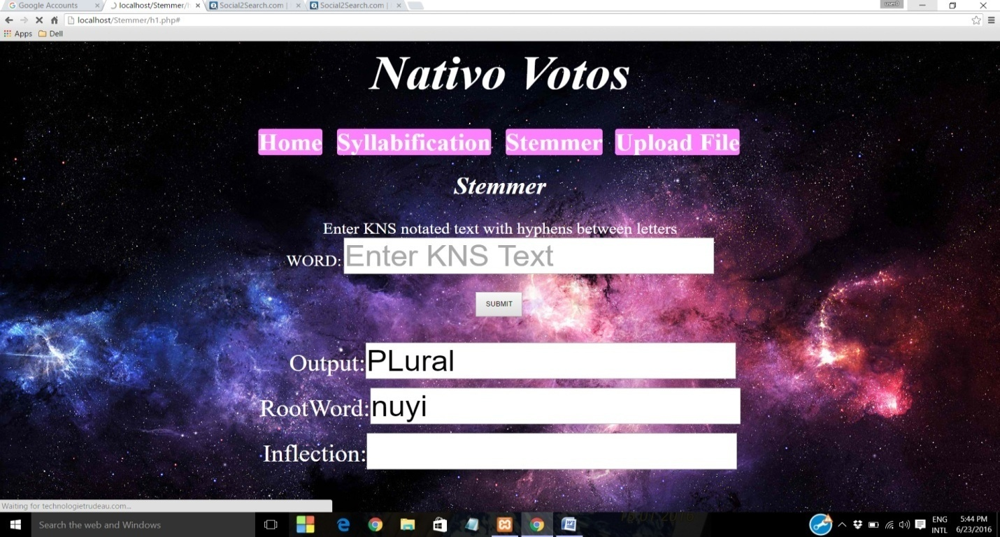 Google Accounts
localhost/Stemmer/h
Social2Search.com |
Social2Search.com |
user0
localhost/Stemmer/h1.php#
Apps Dell
Nativo Votos
Home Syllabification Stemmer Upload File
Stemmer
Enter KNS notated text with hyphens between letters
WORD: Enter KNS Text
SUBMIT
Output: PLural
RootWord: nuyi
Inflection:
Waiting for technologietrudeau.com...
Search the web and Windows
ENG
INTL
5:44 PM
6/23/2016